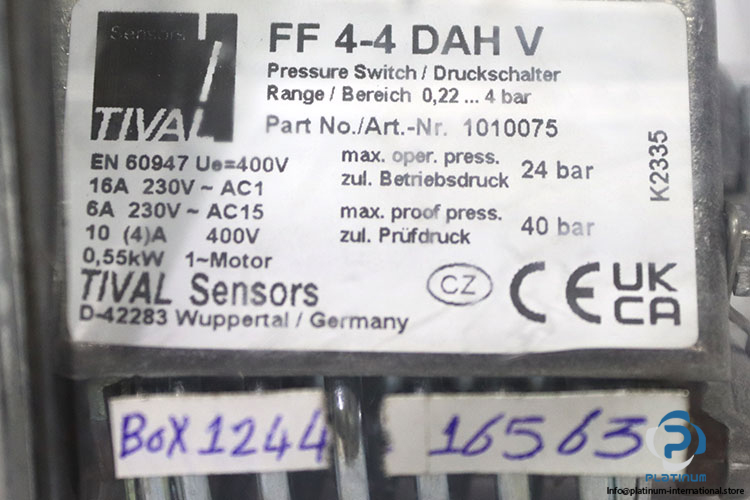 Sensors
TIVAL
FF 4-4 DAH V
Pressure Switch / Druckschalter
Range / Bereich 0,22 ... 4 bar
Part No./Art.-Nr. 1010075
EN 60947 Ue=400V
16A 230V ~ AC1
6A 230V ~ AC15
10 (4)A 400V
0,55kW 1~Motor
max. oper. press.
zul. Betriebsdruck 24 bar
max. proof press.
zul. Prüfdruck 40 bar
K2335
TIVAL Sensors
D-42283 Wuppertal / Germany
CZ
CE
UK
CA
BOX1244
16563
PLATINUM
Info@platinum-international.store